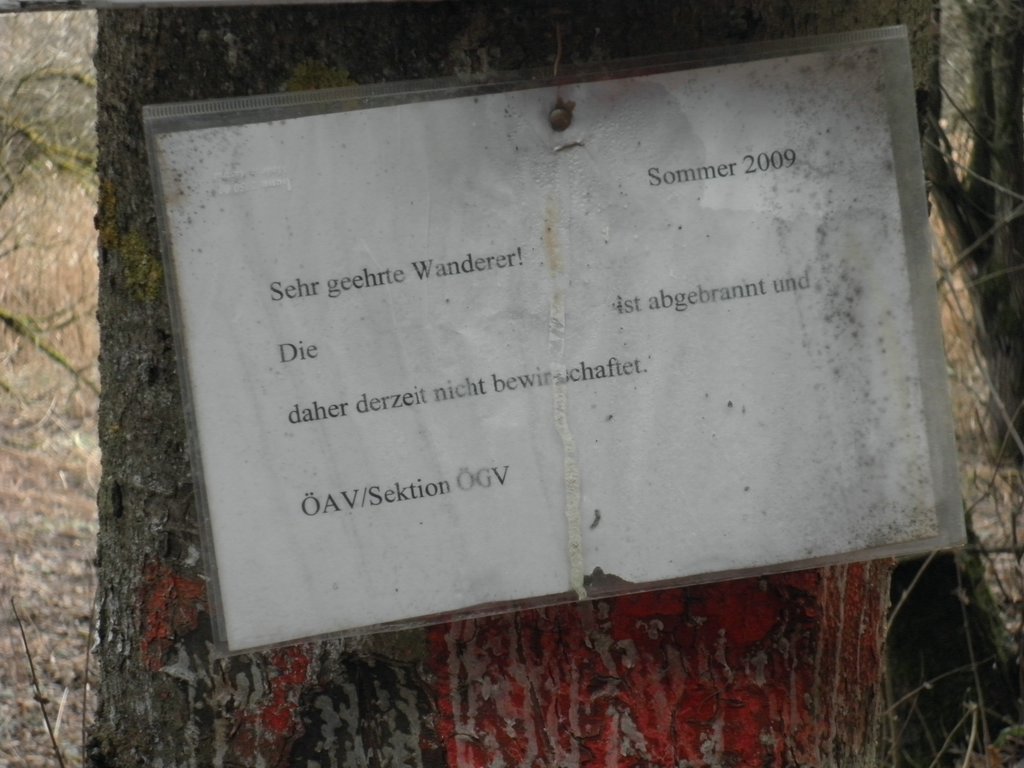 Sommer 2009
Sehr geehrte Wanderer!
Die ist abgebrannt und
daher derzeit nicht bewirtschaftet.
ÖAV/Sektion ÖGV